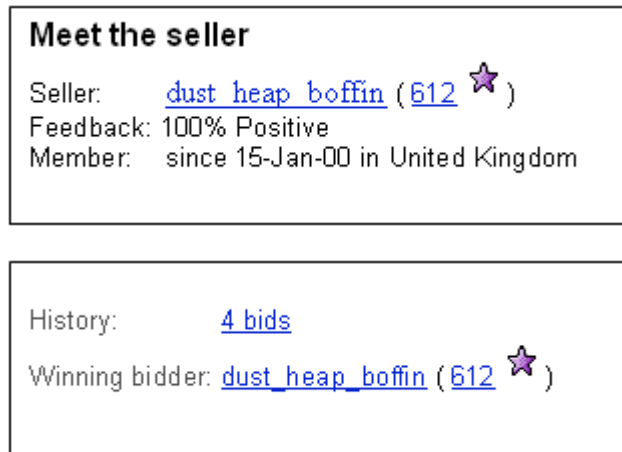 Meet the seller
Seller: dust_heap_boffin ( 612 )
Feedback: 100% Positive
Member: since 15-Jan-00 in United Kingdom
History: 4 bids
Winning bidder: dust_heap_boffin ( 612 )